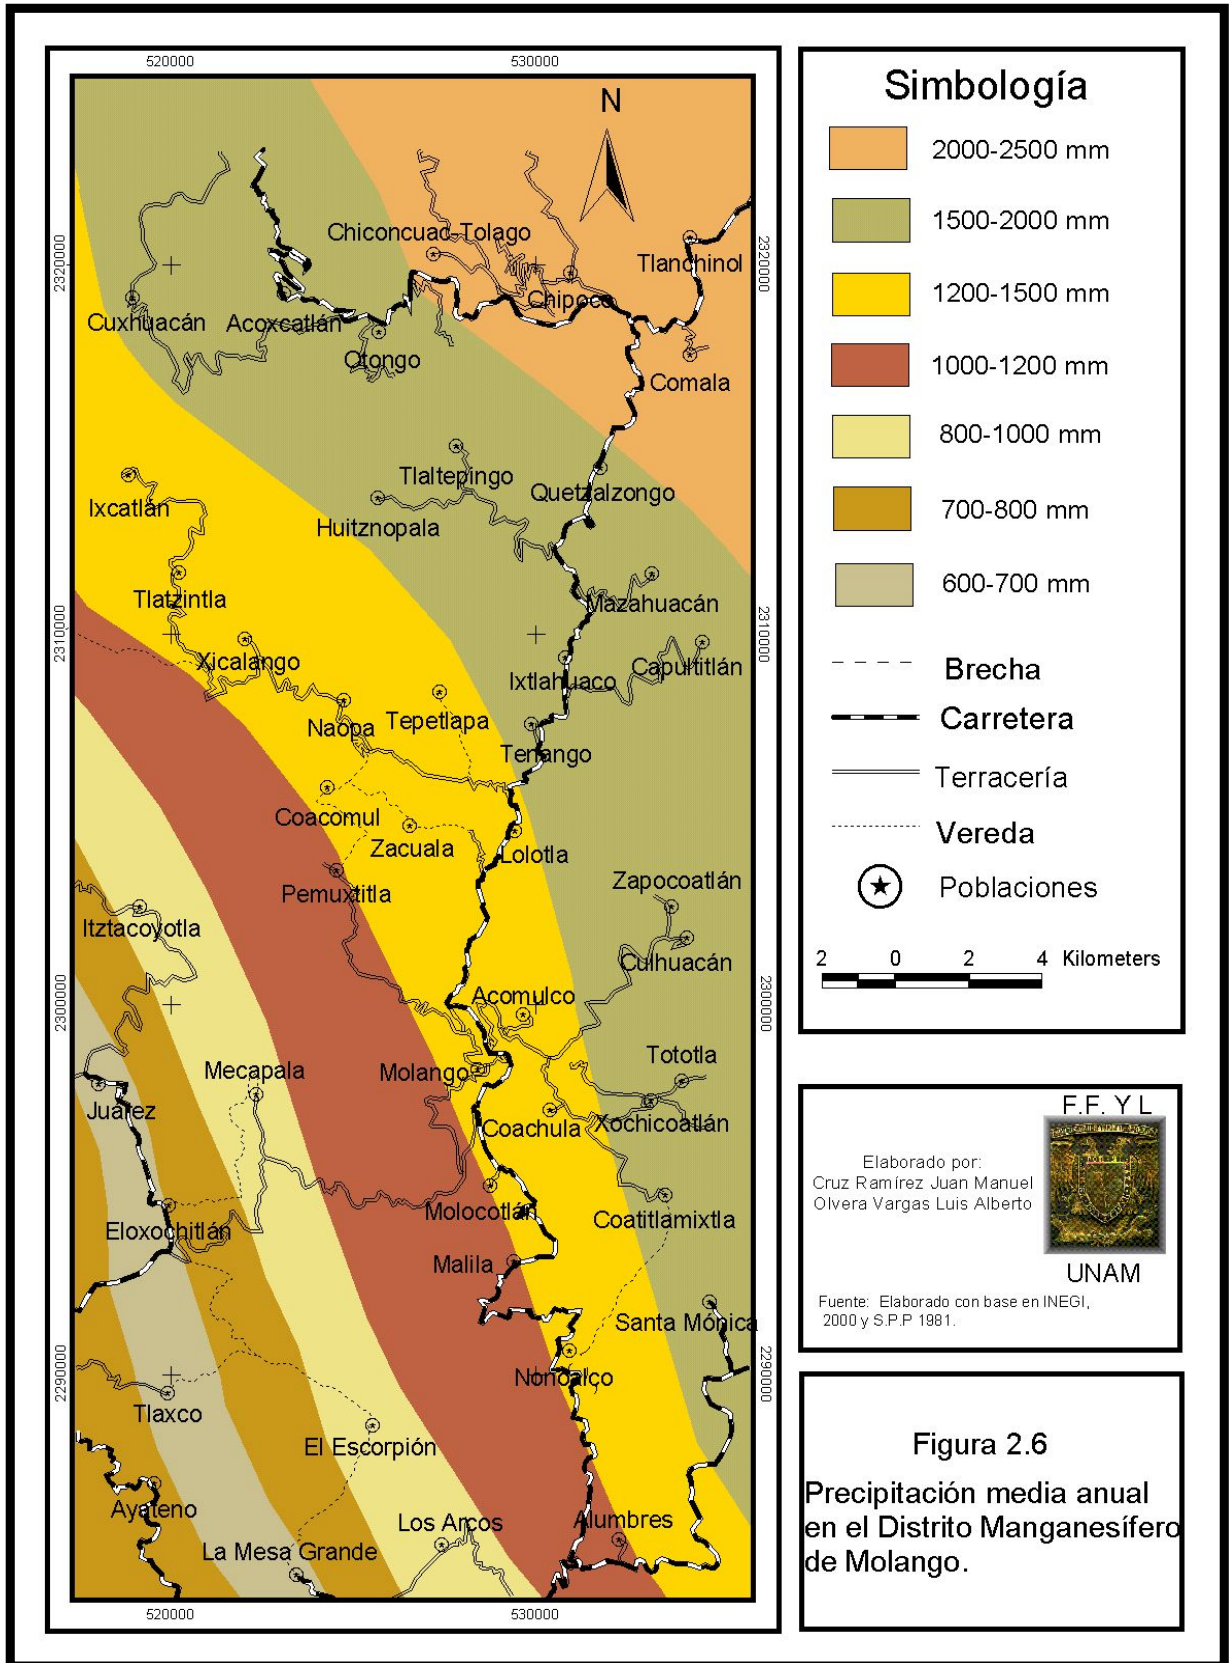 520000
530000
N
2320000
2320000
Chiconcuac-Tolago
Tlanchinol
Chipoco
Cuxhuacán
Acoxcatlán
Otongo
Comala
Tlaltepingo
Quetzalzongo
Ixcatlán
Huitznopala
Tlatzintla
Mazahuacán
2310000
2310000
Xicalango
Ixtlahuaco
Capultitlán
Naopa
Tepetlapa
Tenango
Coacomul
Zacuala
Lolotla
Pemuxtitla
Zapocoatlán
Itztacoyotla
Culhuacán
Acomulco
2300000
2300000
Mecapala
Molango
Tototla
Juárez
Coachula
Xochicoatlán
Eloxochitlán
Molocotlán
Coatitlamixtla
Malila
Santa Mónica
2290000
2290000
Nonoalco
Tlaxco
El Escorpión
Ayateno
Los Arcos
Alumbres
La Mesa Grande
520000
530000
Simbología
2000-2500 mm
1500-2000 mm
1200-1500 mm
1000-1200 mm
800-1000 mm
700-800 mm
600-700 mm
Brecha
Carretera
Terracería
Vereda
Poblaciones
2 0 2 4 Kilometers
F.F. Y L
Elaborado por:
Cruz Ramírez Juan Manuel
Olvera Vargas Luis Alberto
UNAM
Fuente: Elaborado con base en INEGI,
2000 y S.P.P 1981.
Figura 2.6
Precipitación media anual
en el Distrito Manganesífero
de Molango.